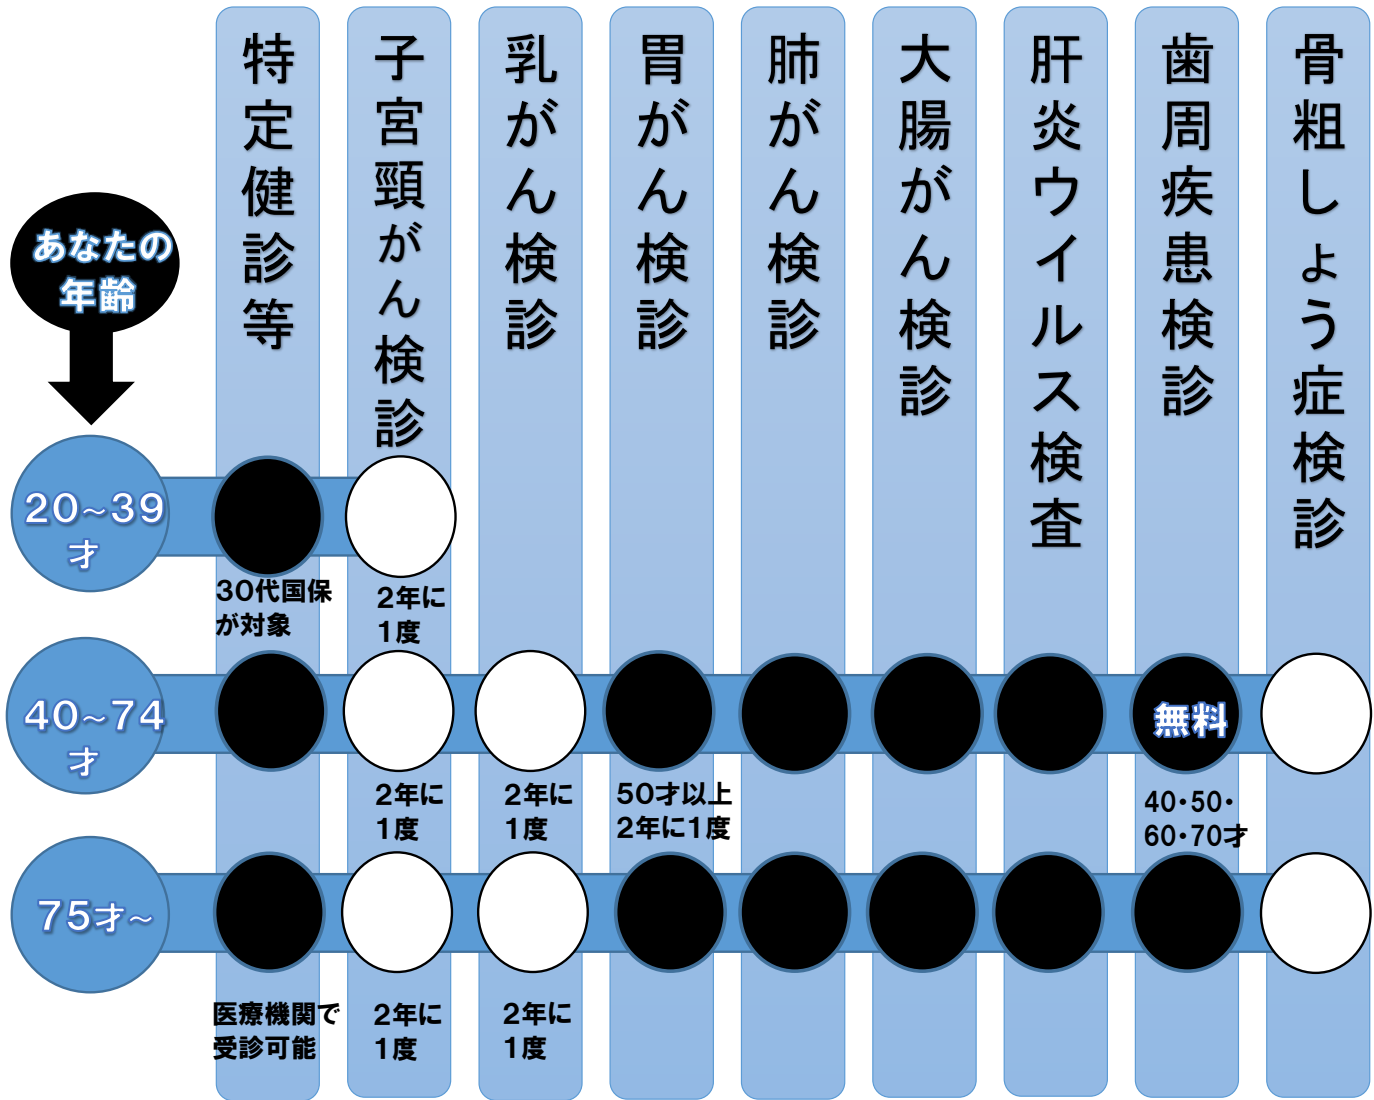 特定健診等
子宮頸がん検診
乳がん検診
胃がん検診
肺がん検診
大腸がん検診
肝炎ウイルス検査
歯周疾患検診
骨粗しょう症検診
あなたの
年齢
20~39
才
30代国保
が対象
2年に
1度
40~74
才
無料
2年に
1度
2年に
1度
50才以上
2年に1度
40・50・
60・70才
75才~
医療機関で
受診可能
2年に
1度
2年に
1度